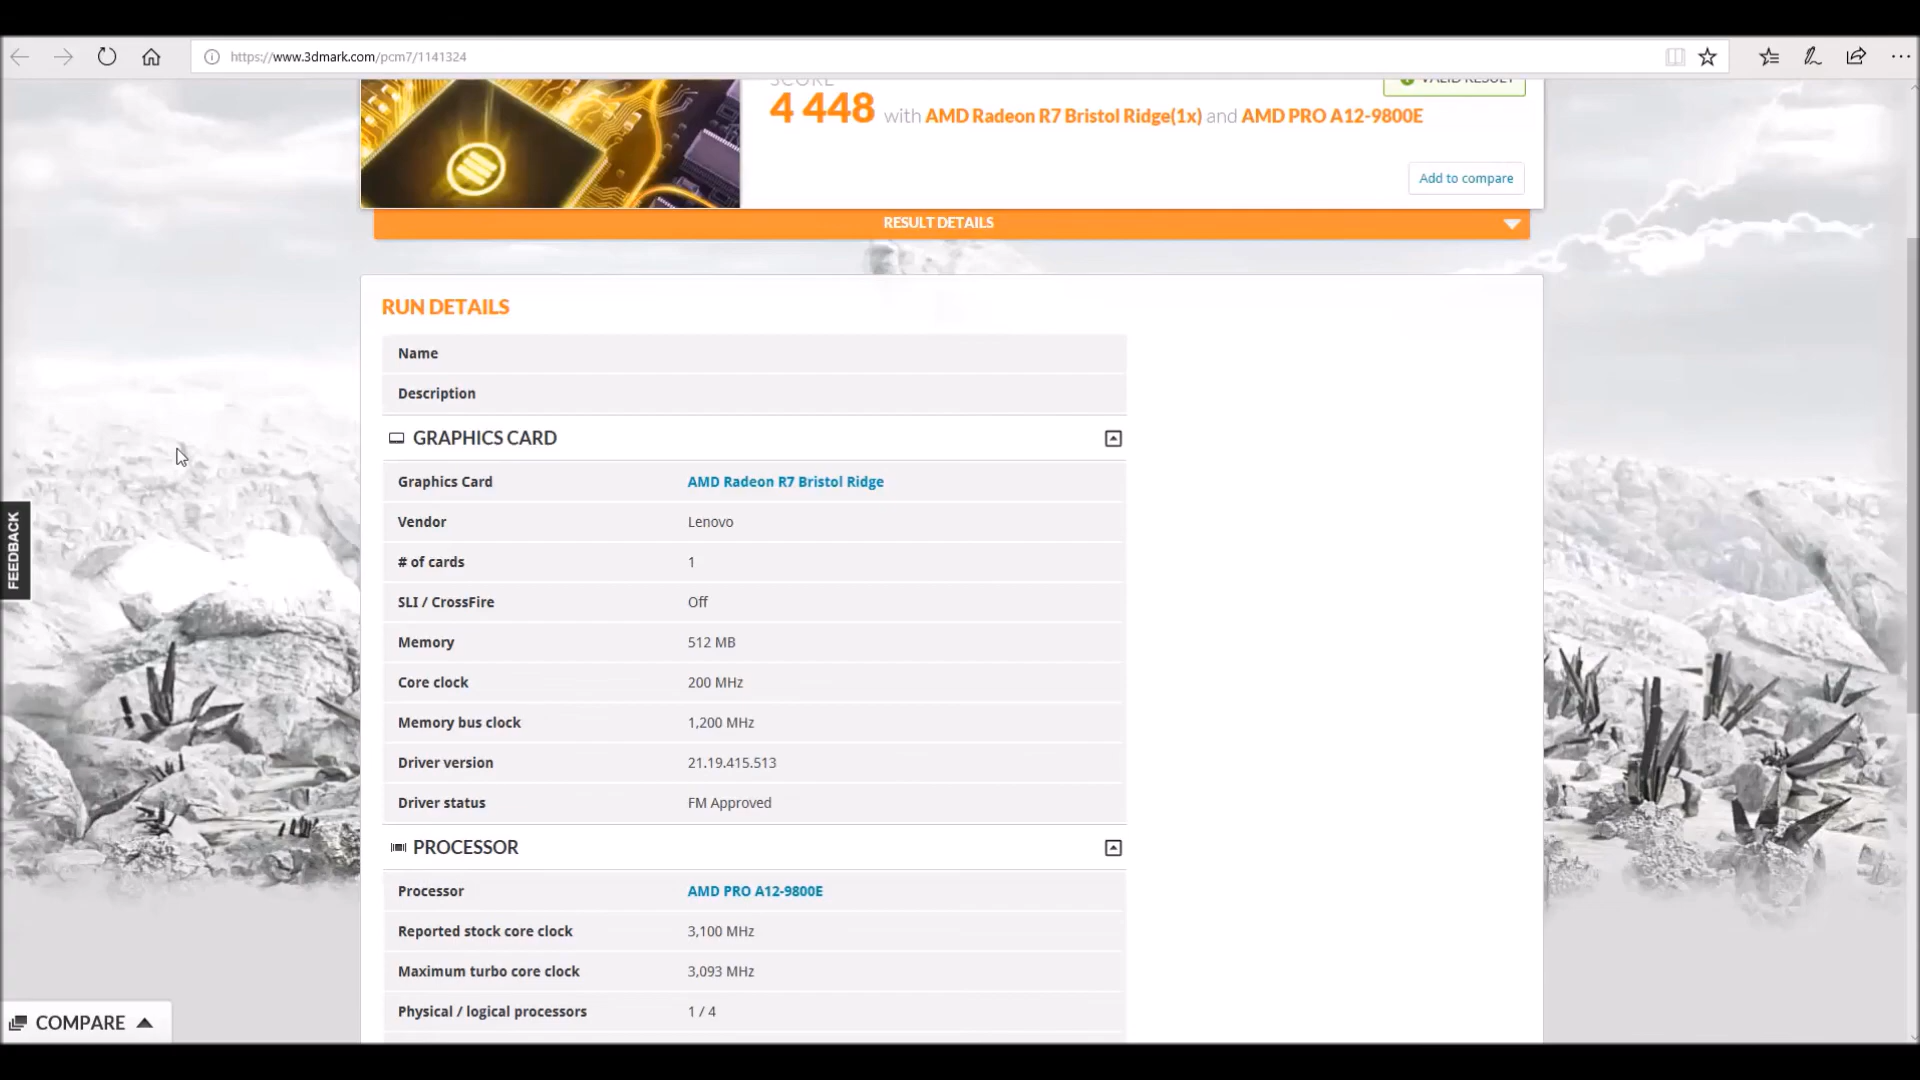 https://www.3dmark.com/pcm7/1141324
SCORE
VALID RESULT
4 448 with AMD Radeon R7 Bristol Ridge(1x) and AMD PRO A12-9800E
Add to compare
RESULT DETAILS
RUN DETAILS
Name
Description
GRAPHICS CARD
Graphics Card AMD Radeon R7 Bristol Ridge
Vendor Lenovo
# of cards 1
SLI / CrossFire Off
Memory 512 MB
Core clock 200 MHz
Memory bus clock 1,200 MHz
Driver version 21.19.415.513
Driver status FM Approved
PROCESSOR
Processor AMD PRO A12-9800E
Reported stock core clock 3,100 MHz
Maximum turbo core clock 3,093 MHz
Physical / logical processors 1 / 4
FEEDBACK
COMPARE